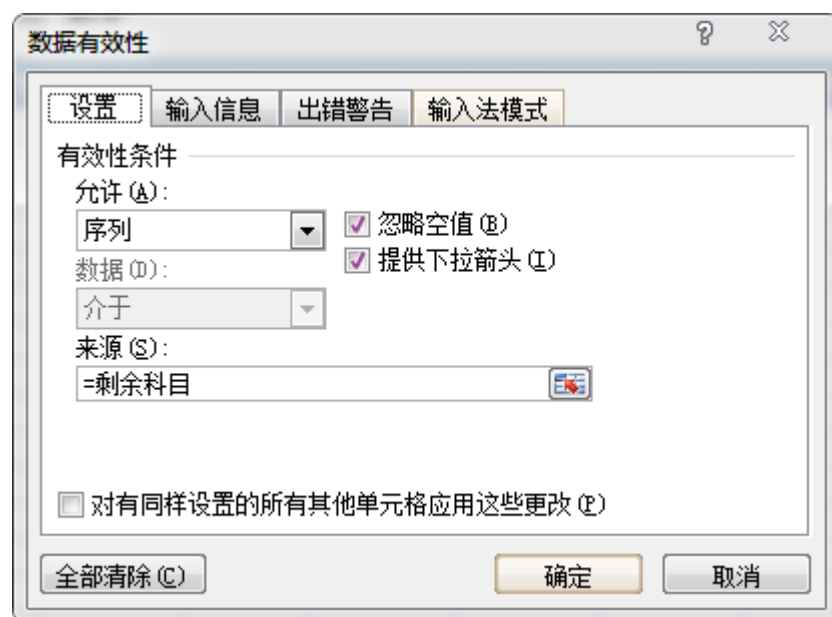 数据有效性
设置 输入信息 出错警告 输入法模式
有效性条件
允许(A):
序列
忽略空值(B)
数据(D):
提供下拉箭头(I)
介于
来源(S):
=剩余科目
对有同样设置的所有其他单元格应用这些更改(P)
全部清除(C) 确定 取消